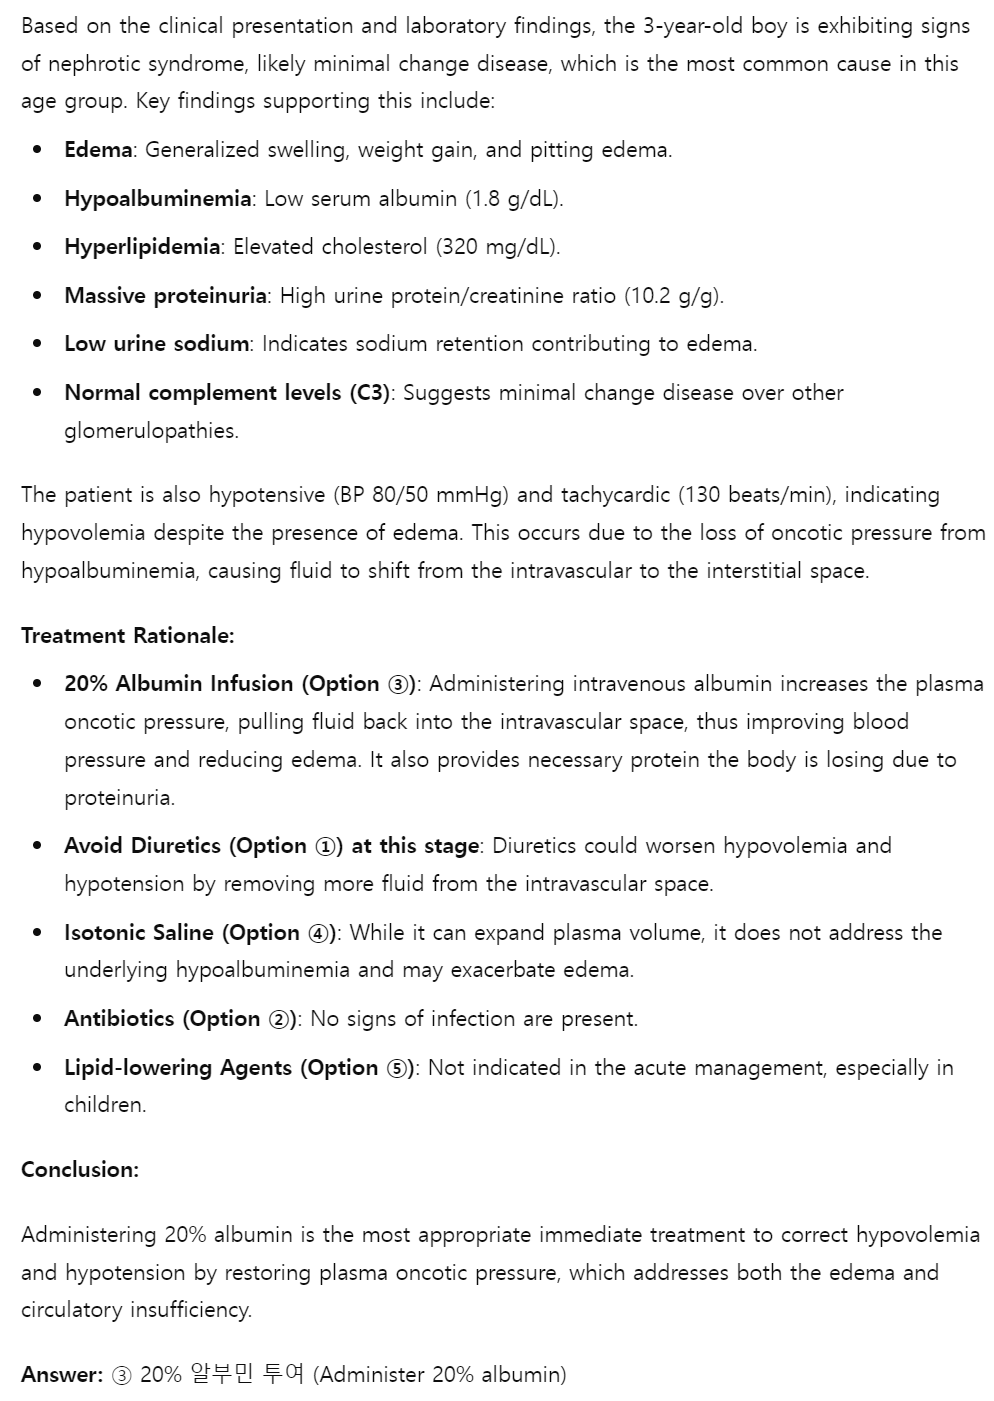 Based on the clinical presentation and laboratory findings, the 3-year-old boy is exhibiting signs
of nephrotic syndrome, likely minimal change disease, which is the most common cause in this
age group. Key findings supporting this include:
• Edema: Generalized swelling, weight gain, and pitting edema.
• Hypoalbuminemia: Low serum albumin (1.8 g/dL).
• Hyperlipidemia: Elevated cholesterol (320 mg/dL).
• Massive proteinuria: High urine protein/creatinine ratio (10.2 g/g).
• Low urine sodium: Indicates sodium retention contributing to edema.
• Normal complement levels (C3): Suggests minimal change disease over other
glomerulopathies.
The patient is also hypotensive (BP 80/50 mmHg) and tachycardic (130 beats/min), indicating
hypovolemia despite the presence of edema. This occurs due to the loss of oncotic pressure from
hypoalbuminemia, causing fluid to shift from the intravascular to the interstitial space.
Treatment Rationale:
• 20% Albumin Infusion (Option ③): Administering intravenous albumin increases the plasma
oncotic pressure, pulling fluid back into the intravascular space, thus improving blood
pressure and reducing edema. It also provides necessary protein the body is losing due to
proteinuria.
• Avoid Diuretics (Option ①) at this stage: Diuretics could worsen hypovolemia and
hypotension by removing more fluid from the intravascular space.
• Isotonic Saline (Option ④): While it can expand plasma volume, it does not address the
underlying hypoalbuminemia and may exacerbate edema.
• Antibiotics (Option ②): No signs of infection are present.
• Lipid-lowering Agents (Option ⑤): Not indicated in the acute management, especially in
children.
Conclusion:
Administering 20% albumin is the most appropriate immediate treatment to correct hypovolemia
and hypotension by restoring plasma oncotic pressure, which addresses both the edema and
circulatory insufficiency.
Answer: ③ 20% 알부민 투여 (Administer 20% albumin)